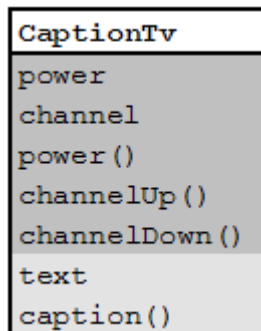 CaptionTv
power
channel
power()
channelUp()
channelDown()
text
caption()